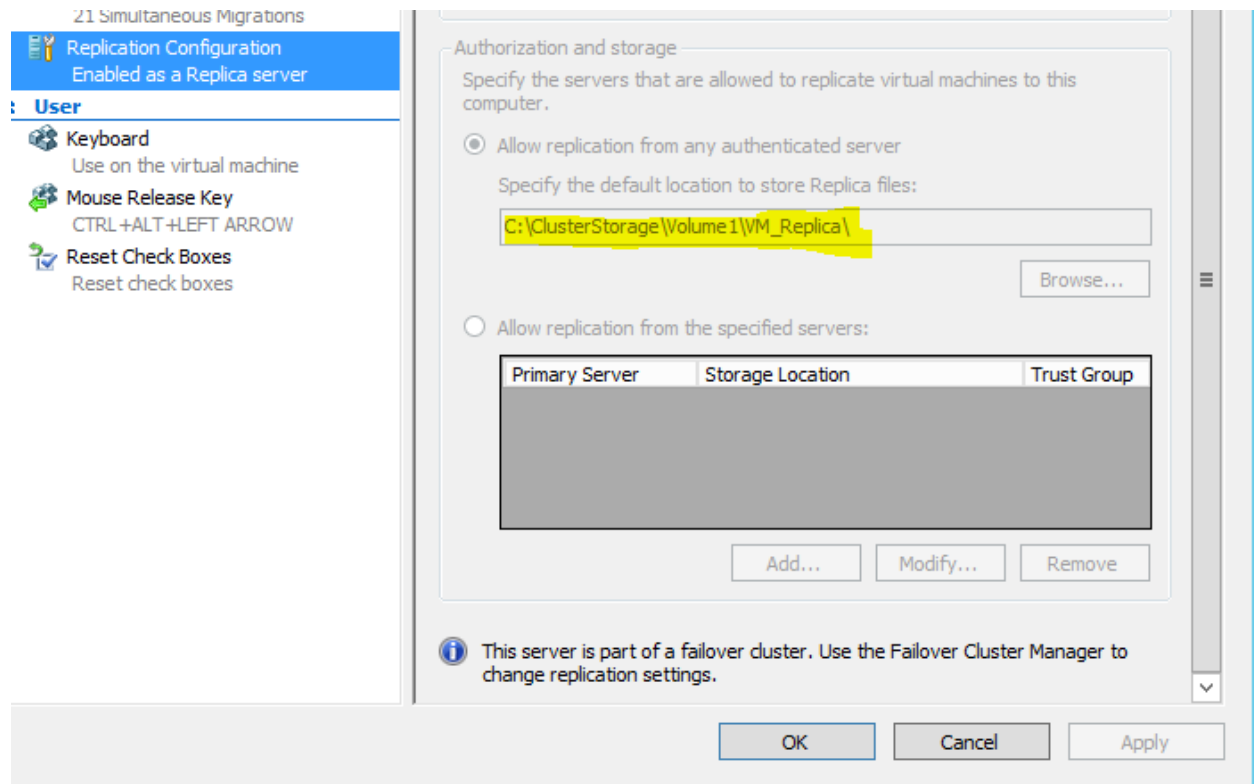 21 Simultaneous Migrations
Replication Configuration
Enabled as a Replica server
User
Keyboard
Use on the virtual machine
Mouse Release Key
CTRL+ALT+LEFT ARROW
Reset Check Boxes
Reset check boxes
Authorization and storage
Specify the servers that are allowed to replicate virtual machines to this
computer.
Allow replication from any authenticated server
Specify the default location to store Replica files:
C:\ClusterStorage\Volume1\VM_Replica\
Browse...
Allow replication from the specified servers:
Primary Server Storage Location Trust Group
Add... Modify... Remove
This server is part of a failover cluster. Use the Failover Cluster Manager to
change replication settings.
OK Cancel Apply